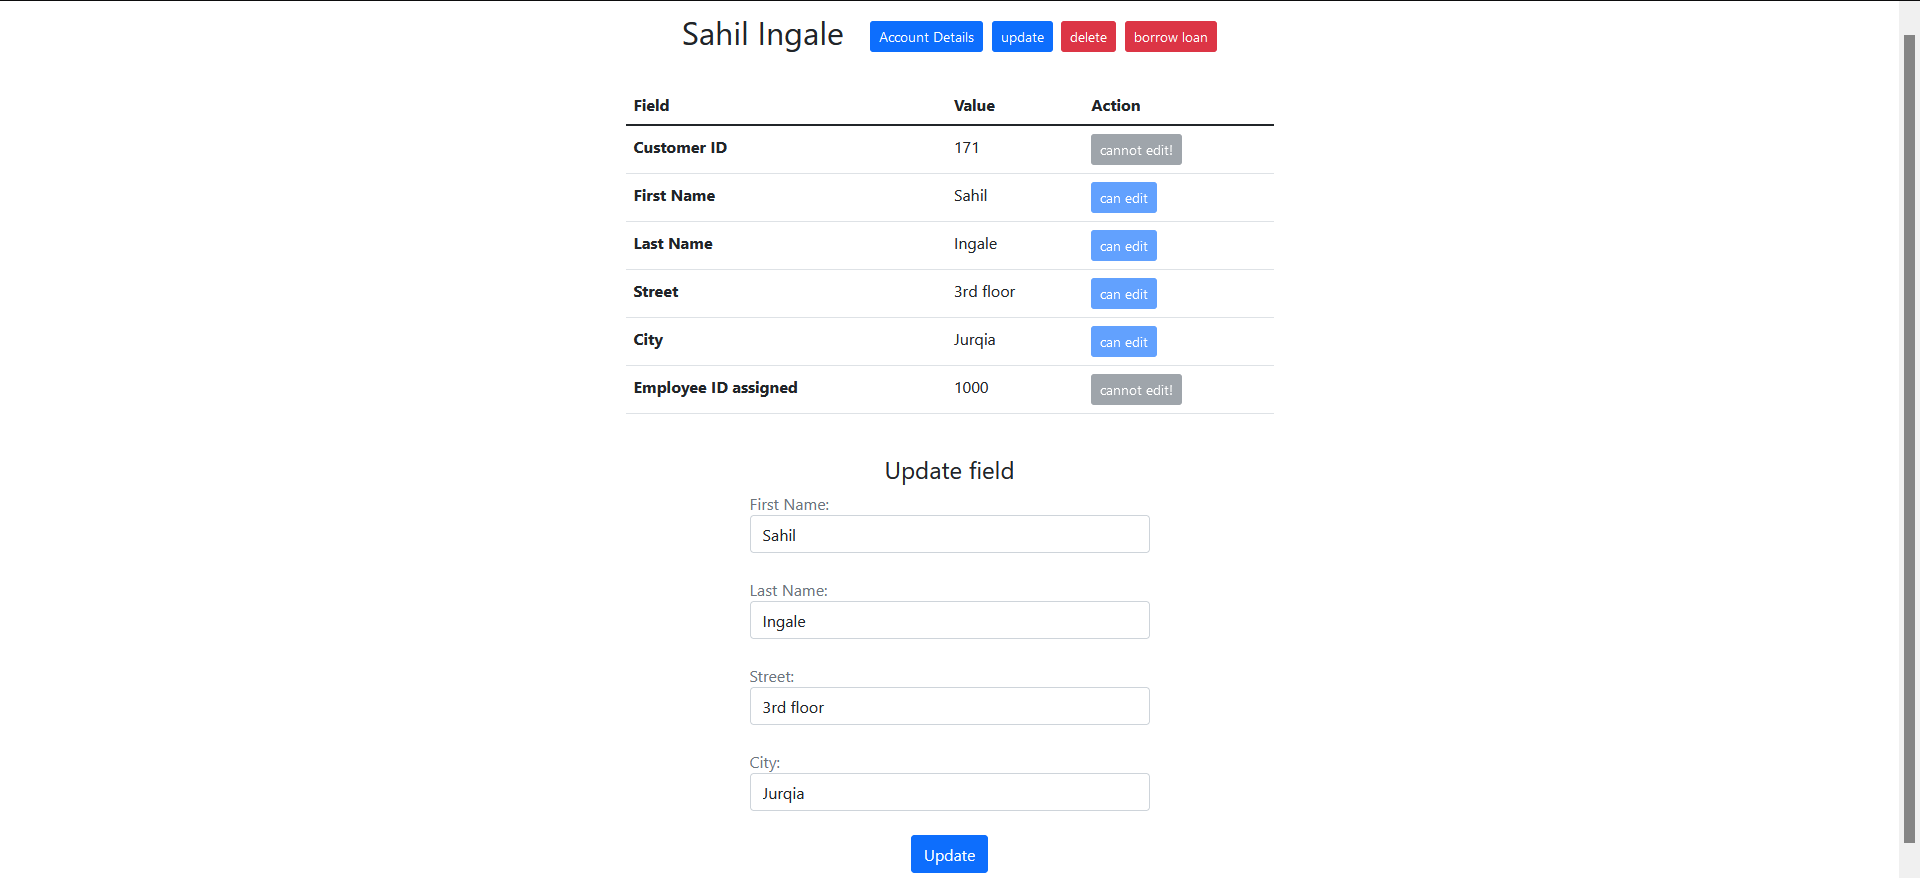 Sahil Ingale Account Details update delete borrow loan
Field Value Action
Customer ID 171 cannot edit!
First Name Sahil can edit
Last Name Ingale can edit
Street 3rd floor can edit
City Jurqia can edit
Employee ID assigned 1000 cannot edit!
Update field
First Name:
Sahil
Last Name:
Ingale
Street:
3rd floor
City:
Jurqia
Update